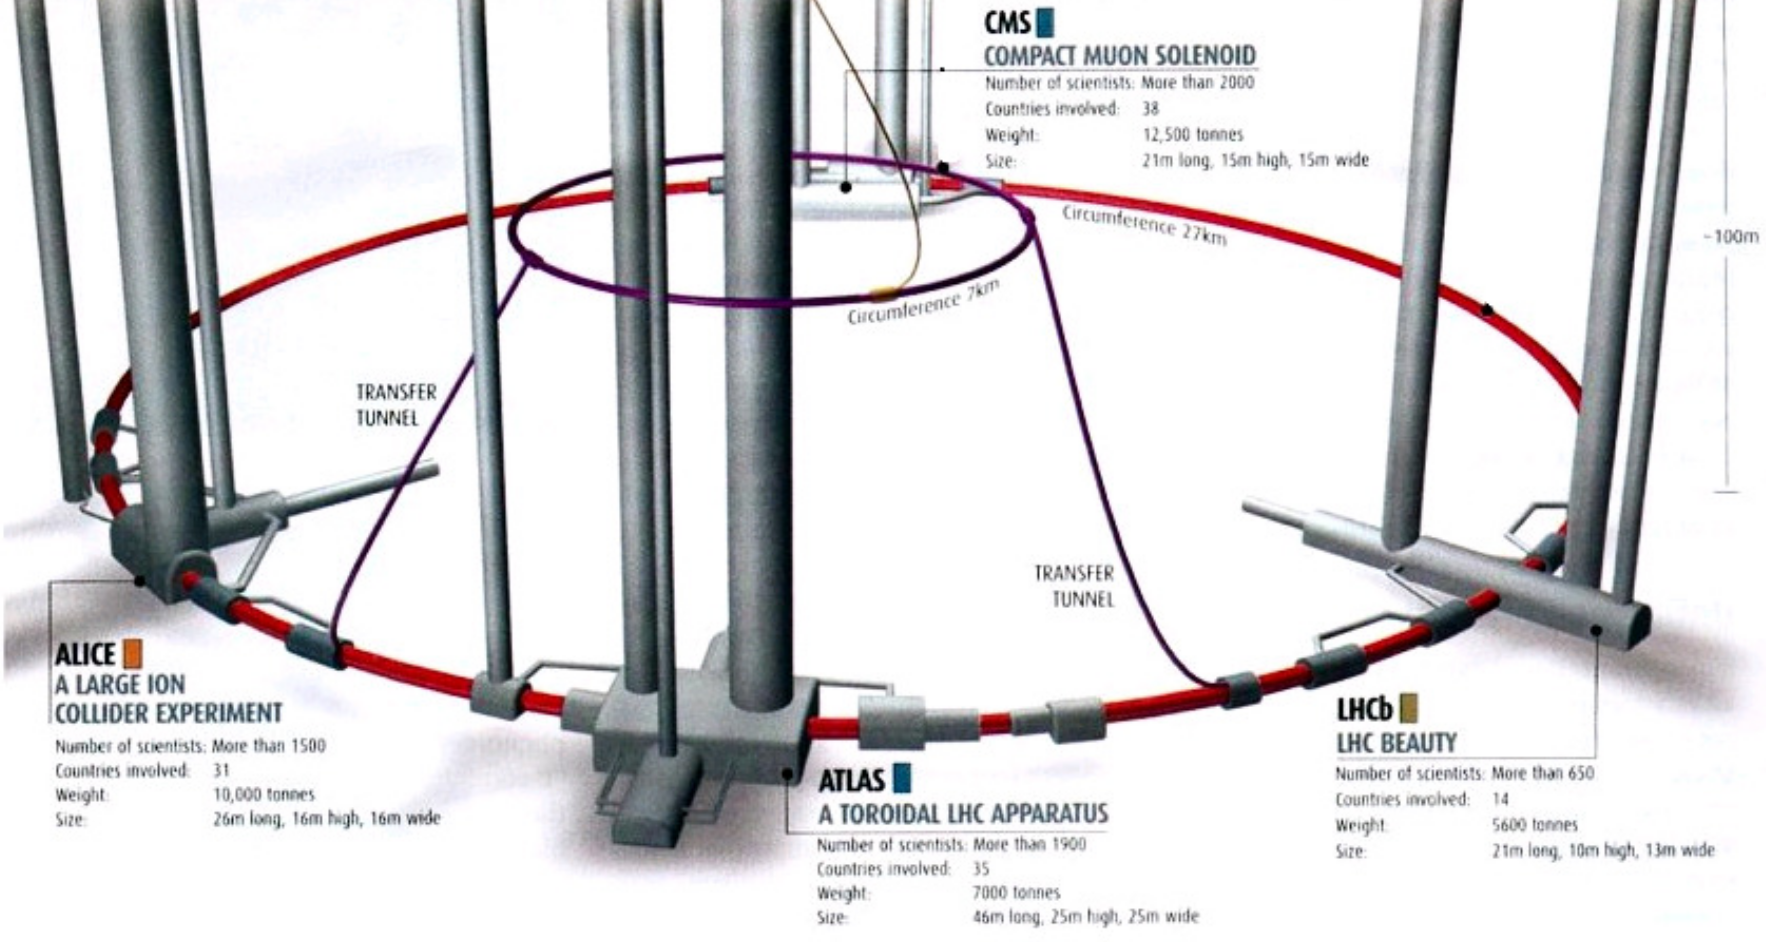 CMS
COMPACT MUON SOLENOID
Number of scientists: More than 2000
Countries involved: 38
Weight: 12,500 tonnes
Size: 21m long, 15m high, 15m wide
Circumference 27km
~100m
Circumference 7km
TRANSFER
TUNNEL
TRANSFER
TUNNEL
ALICE
A LARGE ION
COLLIDER EXPERIMENT
Number of scientists: More than 1500
Countries involved: 31
Weight: 10,000 tonnes
Size: 26m long, 16m high, 16m wide
ATLAS
A TOROIDAL LHC APPARATUS
Number of scientists: More than 1900
Countries involved: 35
Weight: 7000 tonnes
Size: 46m long, 25m high, 25m wide
LHCb
LHC BEAUTY
Number of scientists: More than 650
Countries involved: 14
Weight: 5600 tonnes
Size: 21m long, 10m high, 13m wide